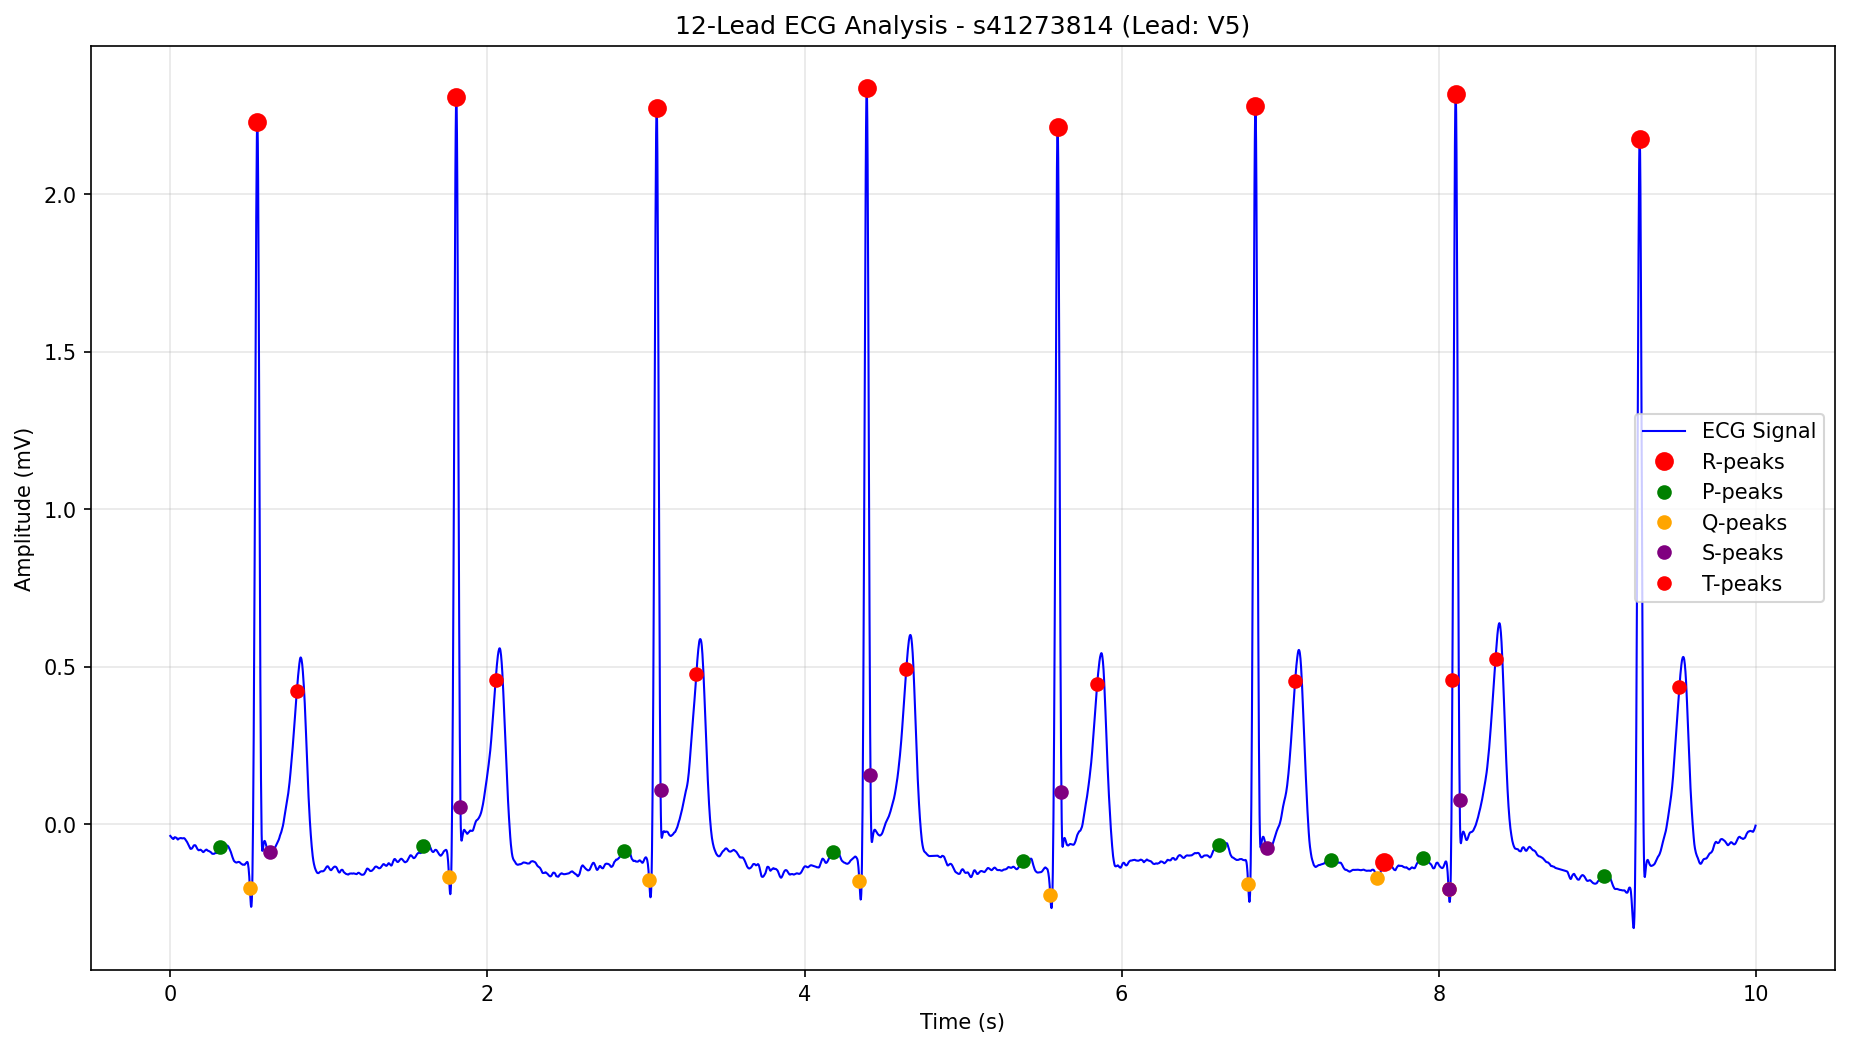 12-Lead ECG Analysis - s41273814 (Lead: V5)
Amplitude (mV)
2.0
1.5
1.0
0.5
0.0
ECG Signal
R-peaks
P-peaks
Q-peaks
S-peaks
T-peaks
0 2 4 6 8 10
Time (s)